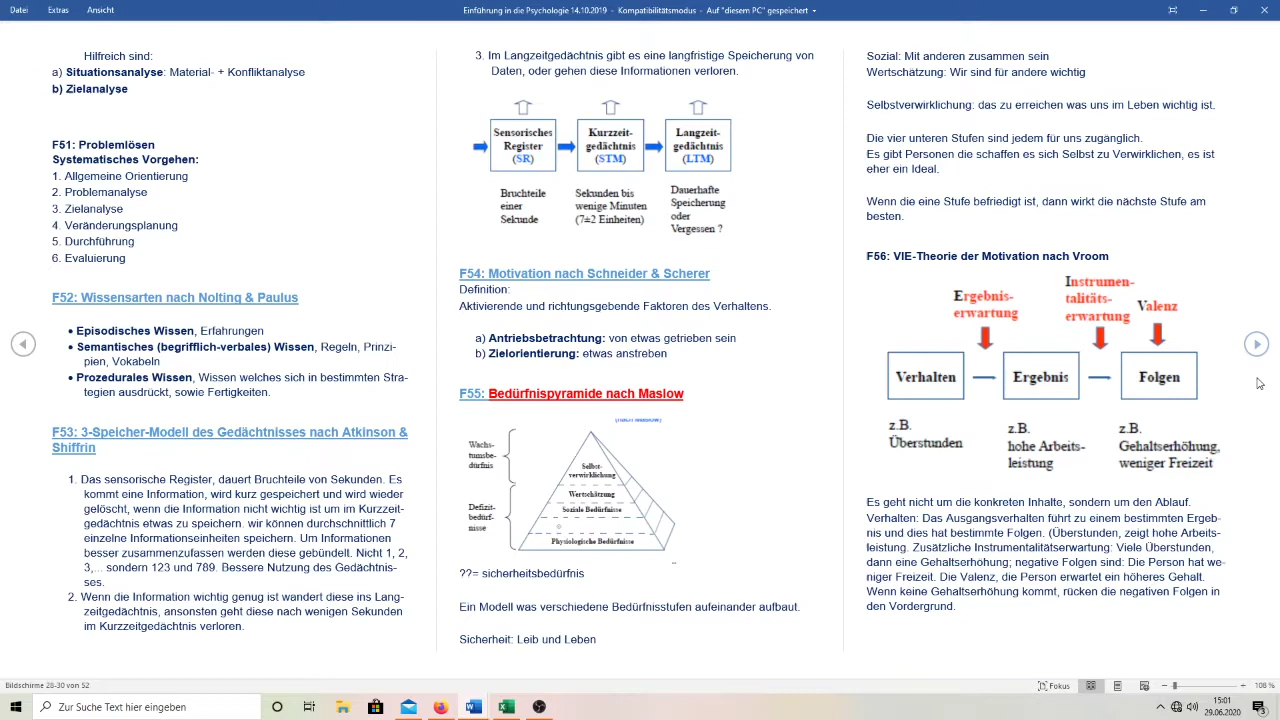 Datei Extras Ansicht
Einführung in die Psychologie 14.10.2019 - Kompatibilitätsmodus - Auf "diesem PC" gespeichert
Hilfreich sind:
a) Situationsanalyse: Material- + Konfliktanalyse
b) Zielanalyse
F51: Problemlösen
Systematisches Vorgehen:
1. Allgemeine Orientierung
2. Problemanalyse
3. Zielanalyse
4. Veränderungsplanung
5. Durchführung
6. Evaluierung
F52: Wissensarten nach Nolting & Paulus
• Episodisches Wissen, Erfahrungen
• Semantisches (begrifflich-verbales) Wissen, Regeln, Prinzi-
pien, Vokabeln
• Prozedurales Wissen, Wissen welches sich in bestimmten Stra-
tegien ausdrückt, sowie Fertigkeiten.
F53: 3-Speicher-Modell des Gedächtnisses nach Atkinson &
Shiffrin
1. Das sensorische Register, dauert Bruchteile von Sekunden. Es
kommt eine Information, wird kurz gespeichert und wird wieder
gelöscht, wenn die Information nicht wichtig ist um im Kurzzeit-
gedächtnis etwas zu speichern. wir können durchschnittlich 7
einzelne Informationseinheiten speichern. Um Informationen
besser zusammenzufassen werden diese gebündelt. Nicht 1, 2,
3,... sondern 123 und 789. Bessere Nutzung des Gedächtnis-
ses.
2. Wenn die Information wichtig genug ist wandert diese ins Lang-
zeitgedächtnis, ansonsten geht diese nach wenigen Sekunden
im Kurzzeitgedächtnis verloren.
3. Im Langzeitgedächtnis gibt es eine langfristige Speicherung von
Daten, oder gehen diese Informationen verloren.
Sensorisches
Register
(SR)
Kurzzeit-
gedächtnis
(STM)
Langzeit-
gedächtnis
(LTM)
Bruchteile
einer
Sekunde
Sekunden bis
wenige Minuten
(7±2 Einheiten)
Dauerhafte
Speicherung
oder
Vergessen ?
F54: Motivation nach Schneider & Scherer
Definition:
Aktivierende und richtungsgebende Faktoren des Verhaltens.
a) Antriebsbetrachtung: von etwas getrieben sein
b) Zielorientierung: etwas anstreben
F55: Bedürfnispyramide nach Maslow
(nach Maslow)
Wachs-
tumsbe-
dürfnis
Defizit-
bedürf-
nisse
Selbst-
verwirklichung
Wertschätzung
Soziale Bedürfnisse
Physiologische Bedürfnisse
??= sicherheitsbedürfnis
Ein Modell was verschiedene Bedürfnisstufen aufeinander aufbaut.
Sicherheit: Leib und Leben
Sozial: Mit anderen zusammen sein
Wertschätzung: Wir sind für andere wichtig
Selbstverwirklichung: das zu erreichen was uns im Leben wichtig ist.
Die vier unteren Stufen sind jedem für uns zugänglich.
Es gibt Personen die schaffen es sich Selbst zu Verwirklichen, es ist
eher ein Ideal.
Wenn die eine Stufe befriedigt ist, dann wirkt die nächste Stufe am
besten.
F56: VIE-Theorie der Motivation nach Vroom
Ergebnis-
erwartung
Instrumen-
talitäts-
erwartung
Valenz
Verhalten
Ergebnis
Folgen
z.B.
Überstunden
z.B.
hohe Arbeits-
leistung
z.B.
Gehaltserhöhung,
weniger Freizeit
Es geht nicht um die konkreten Inhalte, sondern um den Ablauf.
Verhalten: Das Ausgangsverhalten führt zu einem bestimmten Ergeb-
nis und dies hat bestimmte Folgen. (Überstunden, zeigt hohe Arbeits-
leistung. Zusätzliche Instrumentalitätserwartung: Viele Überstunden,
dann eine Gehaltserhöhung; negative Folgen sind: Die Person hat we-
niger Freizeit. Die Valenz, die Person erwartet ein höheres Gehalt.
Wenn keine Gehaltserhöhung kommt, rücken die negativen Folgen in
den Vordergrund.
Bildschirme 28-30 von 52
Fokus
108 %
Zur Suche Text hier eingeben
15:01
29.06.2020
3